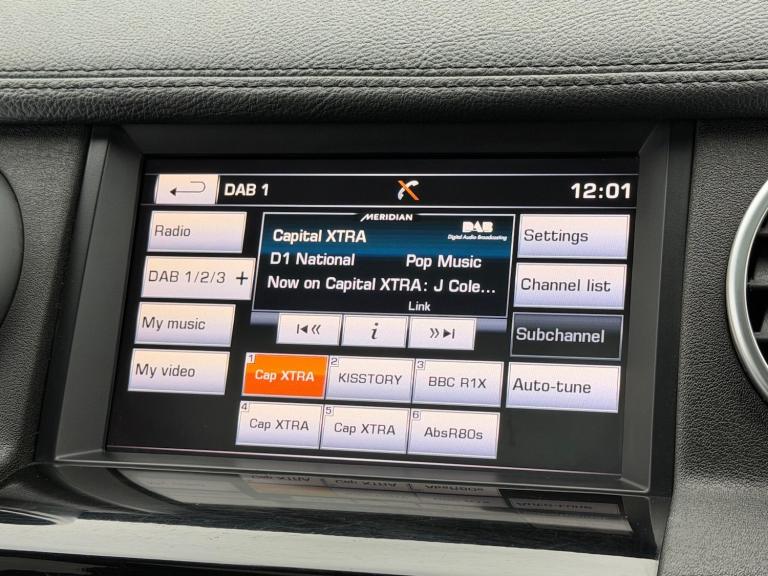 DAB 1
12:01
Radio
DAB 1/2/3 +
My music
My video
MERIDIAN
DAB
Digital Audio Broadcasting
Capital XTRA
D1 National Pop Music
Now on Capital XTRA: J Cole...
Link
i
Settings
Channel list
Subchannel
Auto-tune
1 Cap XTRA
2 KISSTORY
3 BBC R1X
4 Cap XTRA
5 Cap XTRA
6 AbsR80s